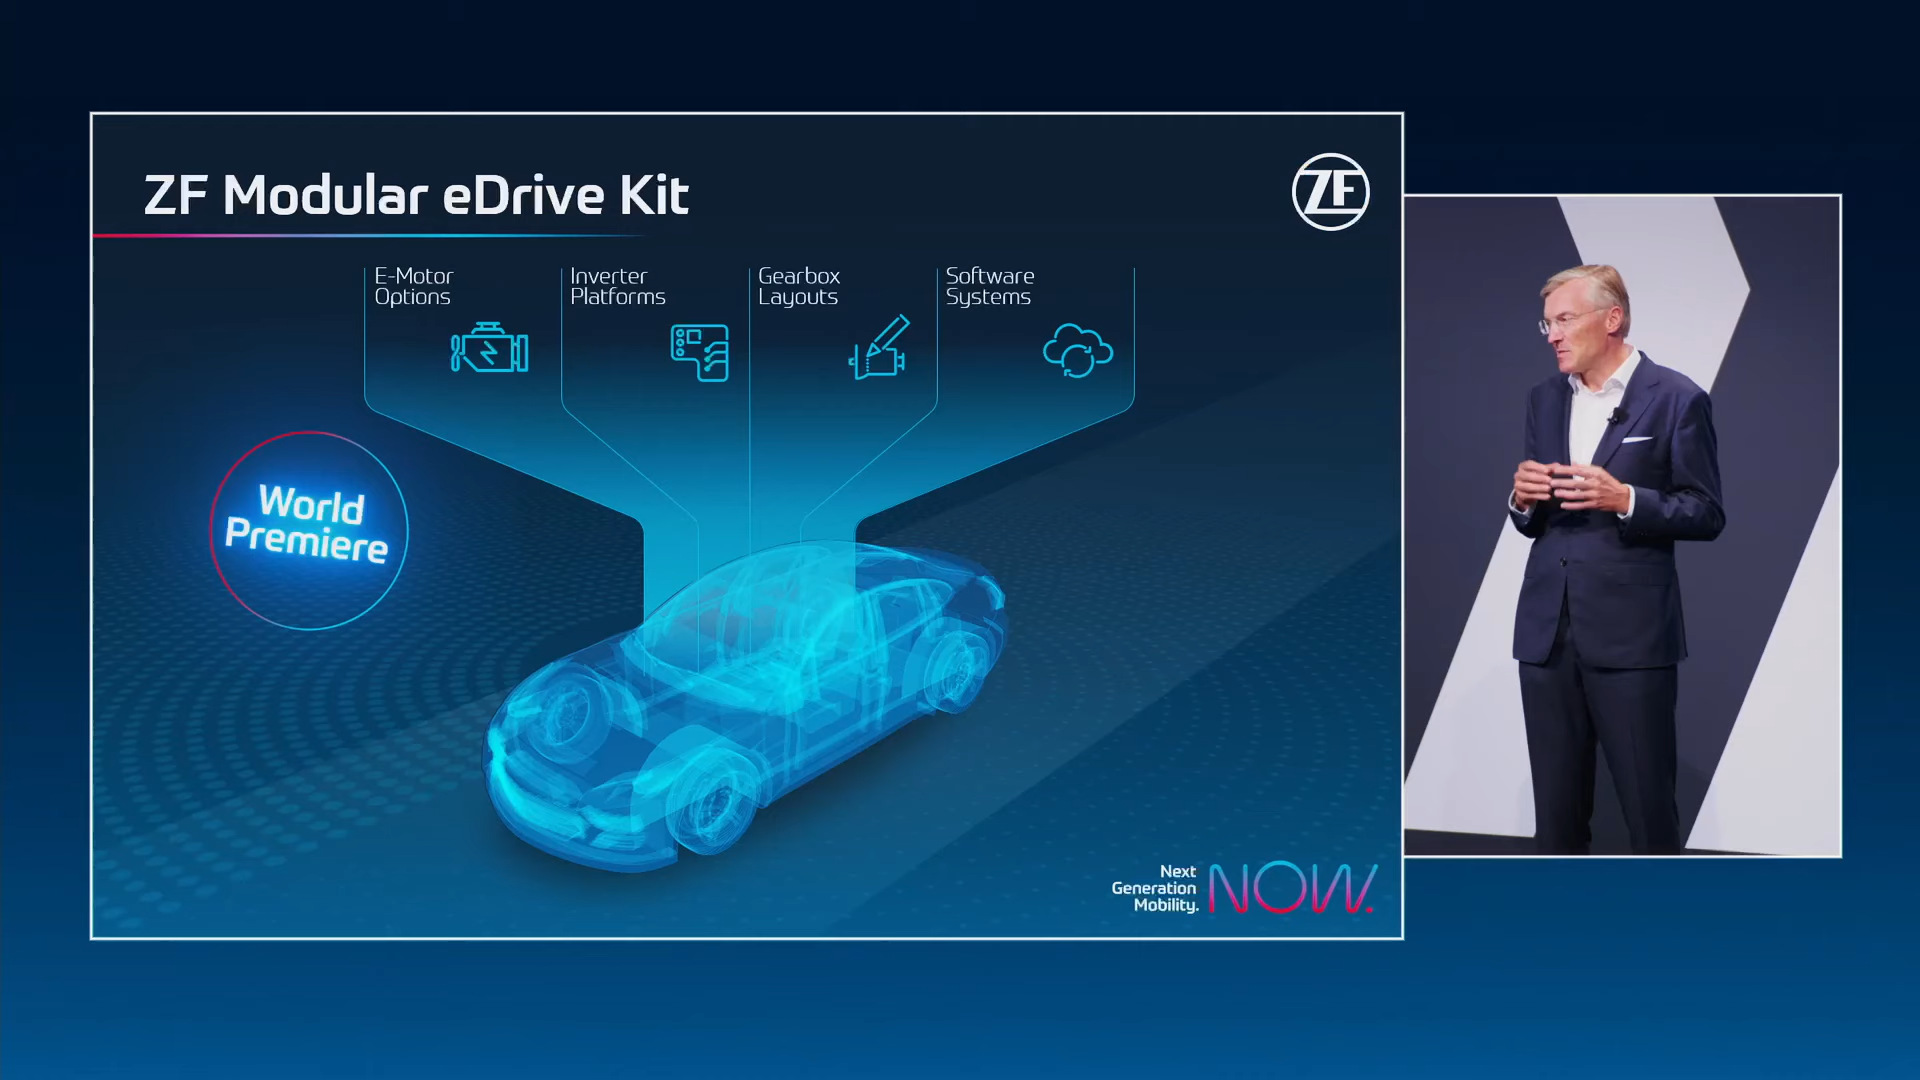 ZF Modular eDrive Kit
ZF
E-Motor
Options
Inverter
Platforms
Gearbox
Layouts
Software
Systems
World
Premiere
Next
Generation
Mobility.
NOW.